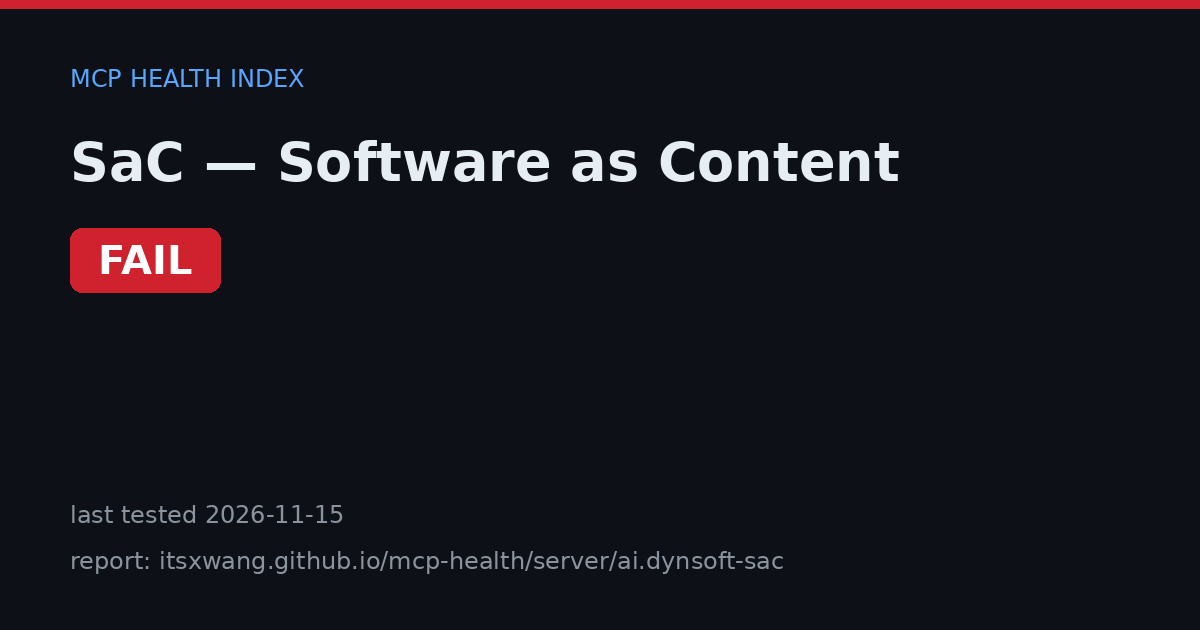 MCP HEALTH INDEX
SaC — Software as Content
FAIL
last tested 2026-11-15
report: itsxwang.github.io/mcp-health/server/ai.dynsoft-sac